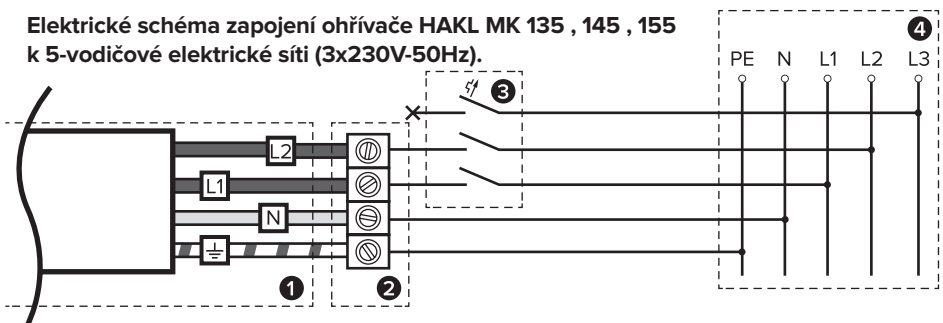 Elektrické schéma zapojení ohřívače HAKL MK 135 , 145 , 155
k 5-vodičové elektrické síti (3x230V-50Hz).
4
PE N L1 L2 L3
3
L2
L1
N
1
2